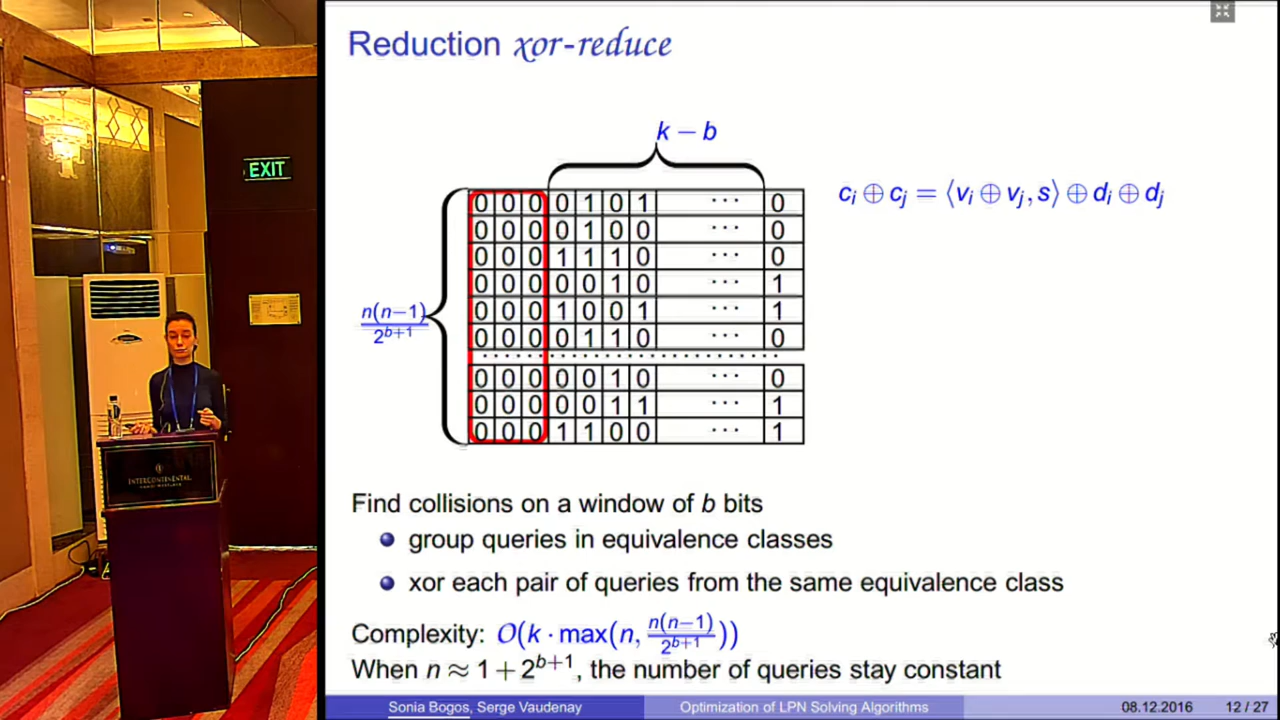 Reduction xor-reduce
k − b
c_i ⊕ c_j = ⟨v_i ⊕ v_j, s⟩ ⊕ d_i ⊕ d_j
EXIT
0 0 0 0 1 0 1 ··· 0
0 0 0 0 1 0 0 ··· 0
0 0 0 1 1 1 0 ··· 0
0 0 0 0 0 1 0 ··· 1
n(n−1)/2^{b+1}
0 0 0 1 0 0 1 ··· 1
0 0 0 0 1 1 0 ··· 0
0 0 0 0 0 1 0 ··· 0
0 0 0 0 0 1 1 ··· 1
0 0 0 1 1 0 0 ··· 1
INTERCONTINENTAL
Find collisions on a window of b bits
group queries in equivalence classes
xor each pair of queries from the same equivalence class
Complexity: O(k · max(n, n(n−1)/2^{b+1}))
When n ≈ 1 + 2^{b+1}, the number of queries stay constant
Sonia Bogos, Serge Vaudenay Optimization of LPN Solving Algorithms 08.12.2016 12 / 27